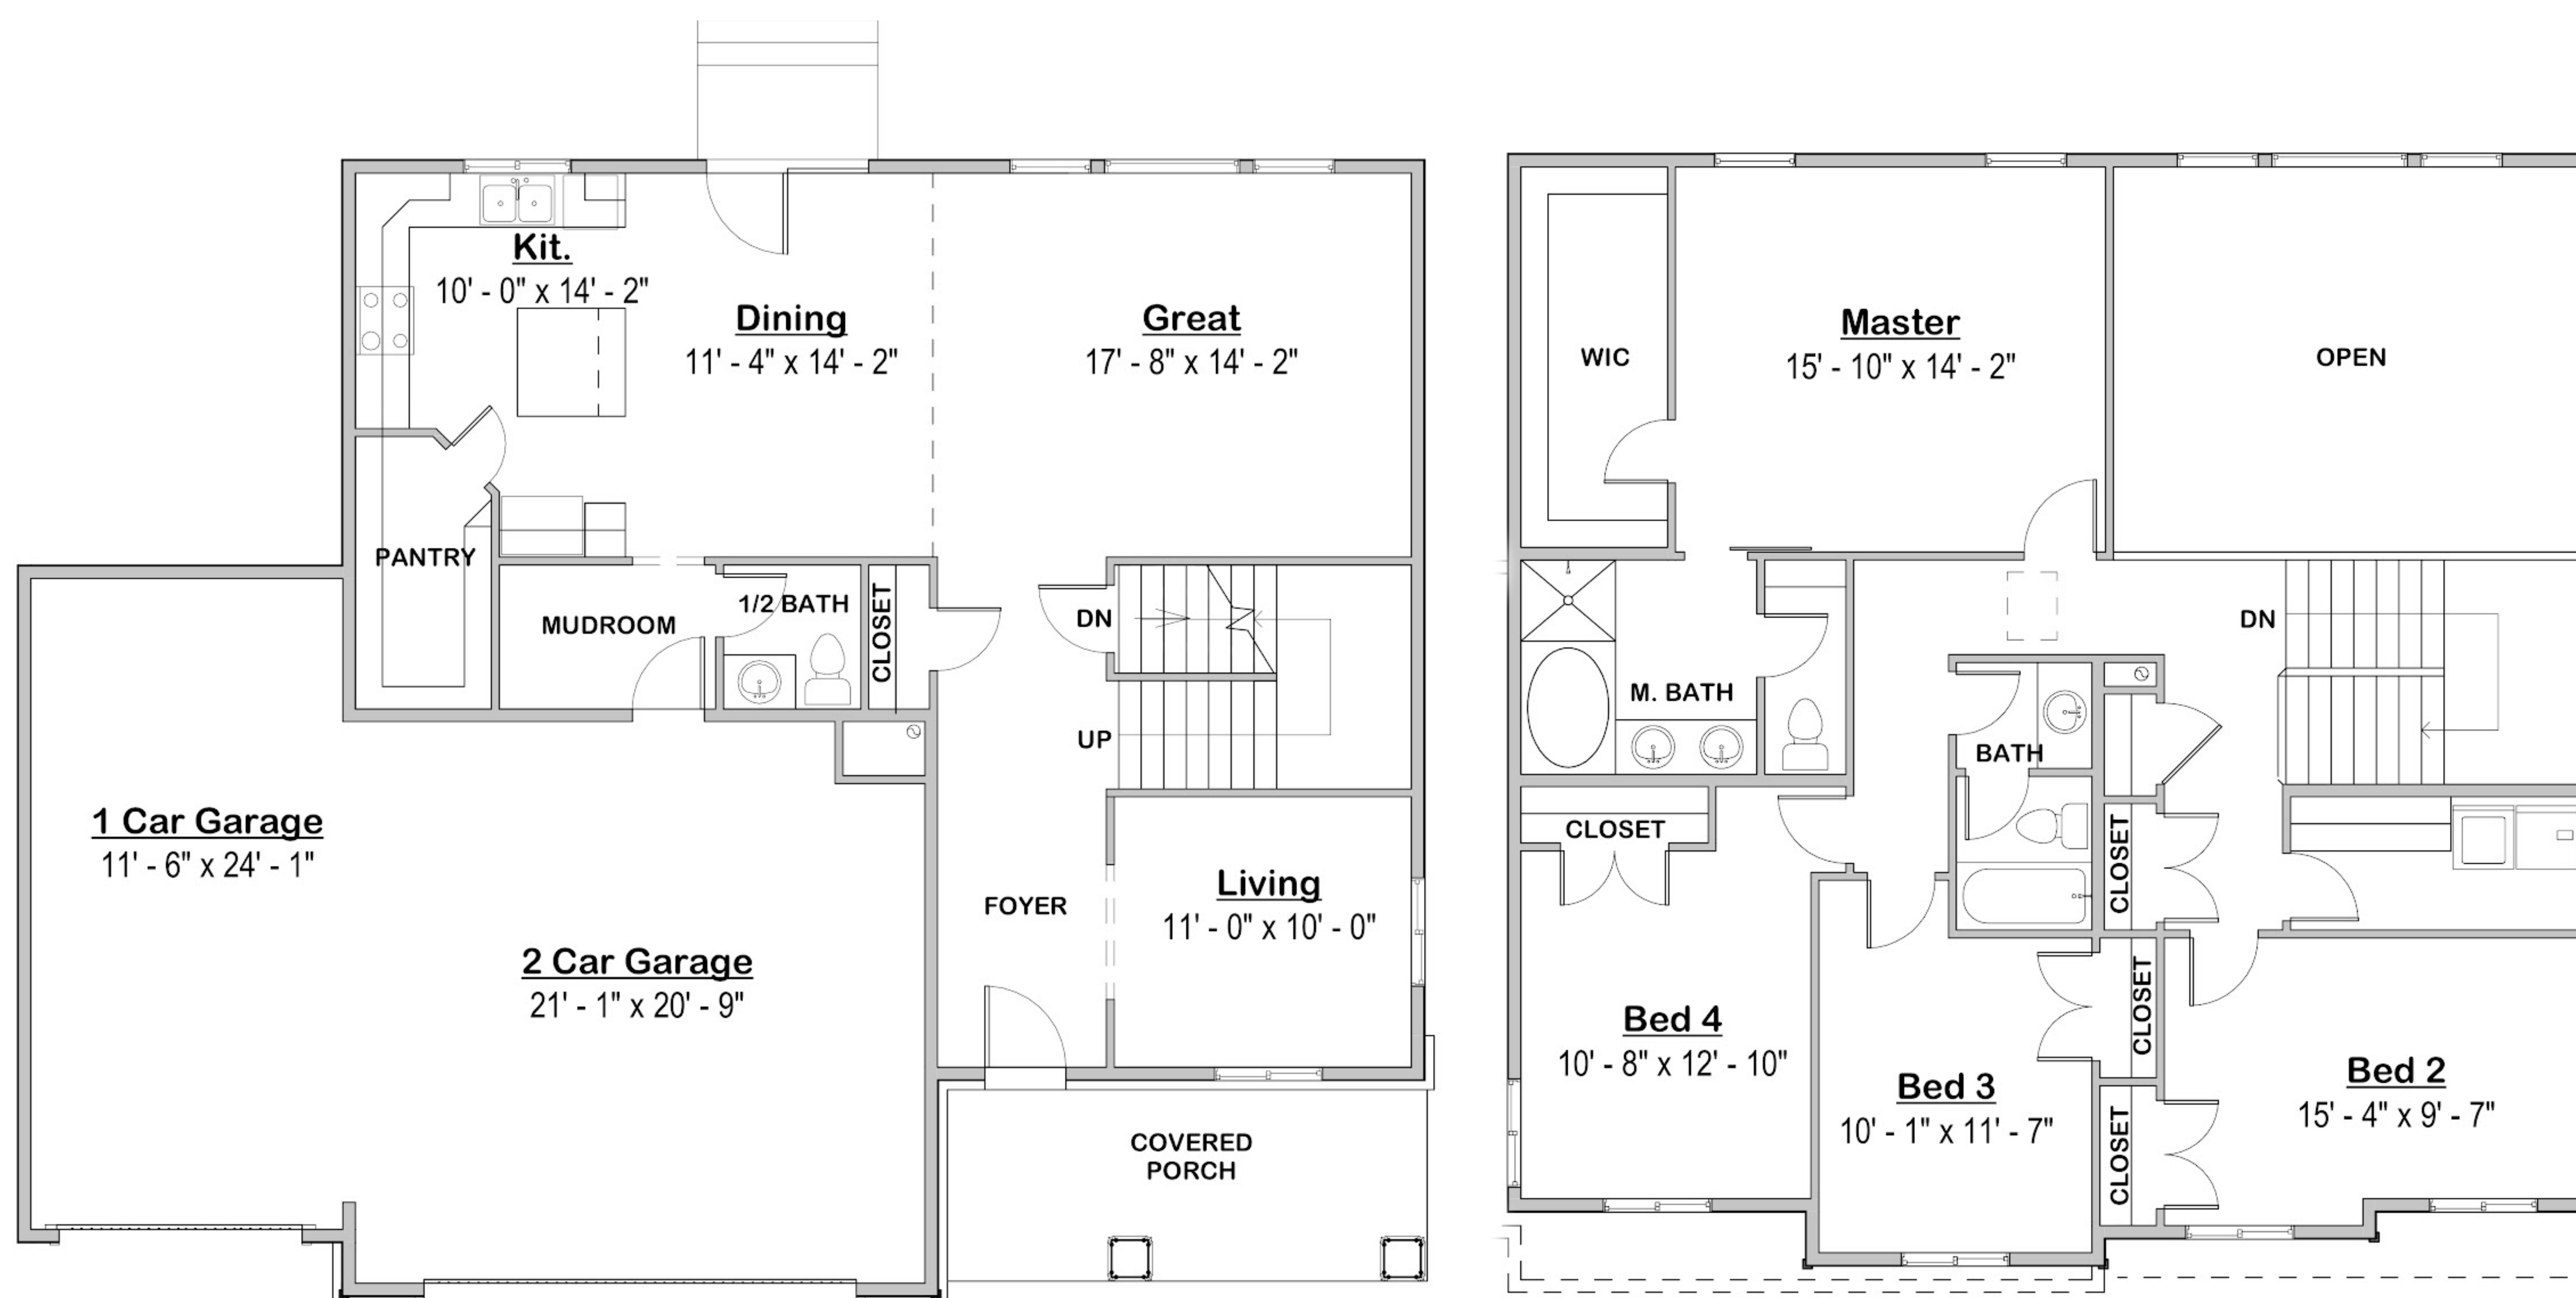 Kit.
10' - 0" x 14' - 2"
Dining
11' - 4" x 14' - 2"
Great
17' - 8" x 14' - 2"
PANTRY
MUDROOM
1/2 BATH
CLOSET
DN
UP
1 Car Garage
11' - 6" x 24' - 1"
2 Car Garage
21' - 1" x 20' - 9"
FOYER
Living
11' - 0" x 10' - 0"
COVERED
PORCH
WIC
Master
15' - 10" x 14' - 2"
OPEN
DN
M. BATH
BATH
CLOSET
CLOSET
CLOSET
CLOSET
Bed 4
10' - 8" x 12' - 10"
Bed 3
10' - 1" x 11' - 7"
Bed 2
15' - 4" x 9' - 7"